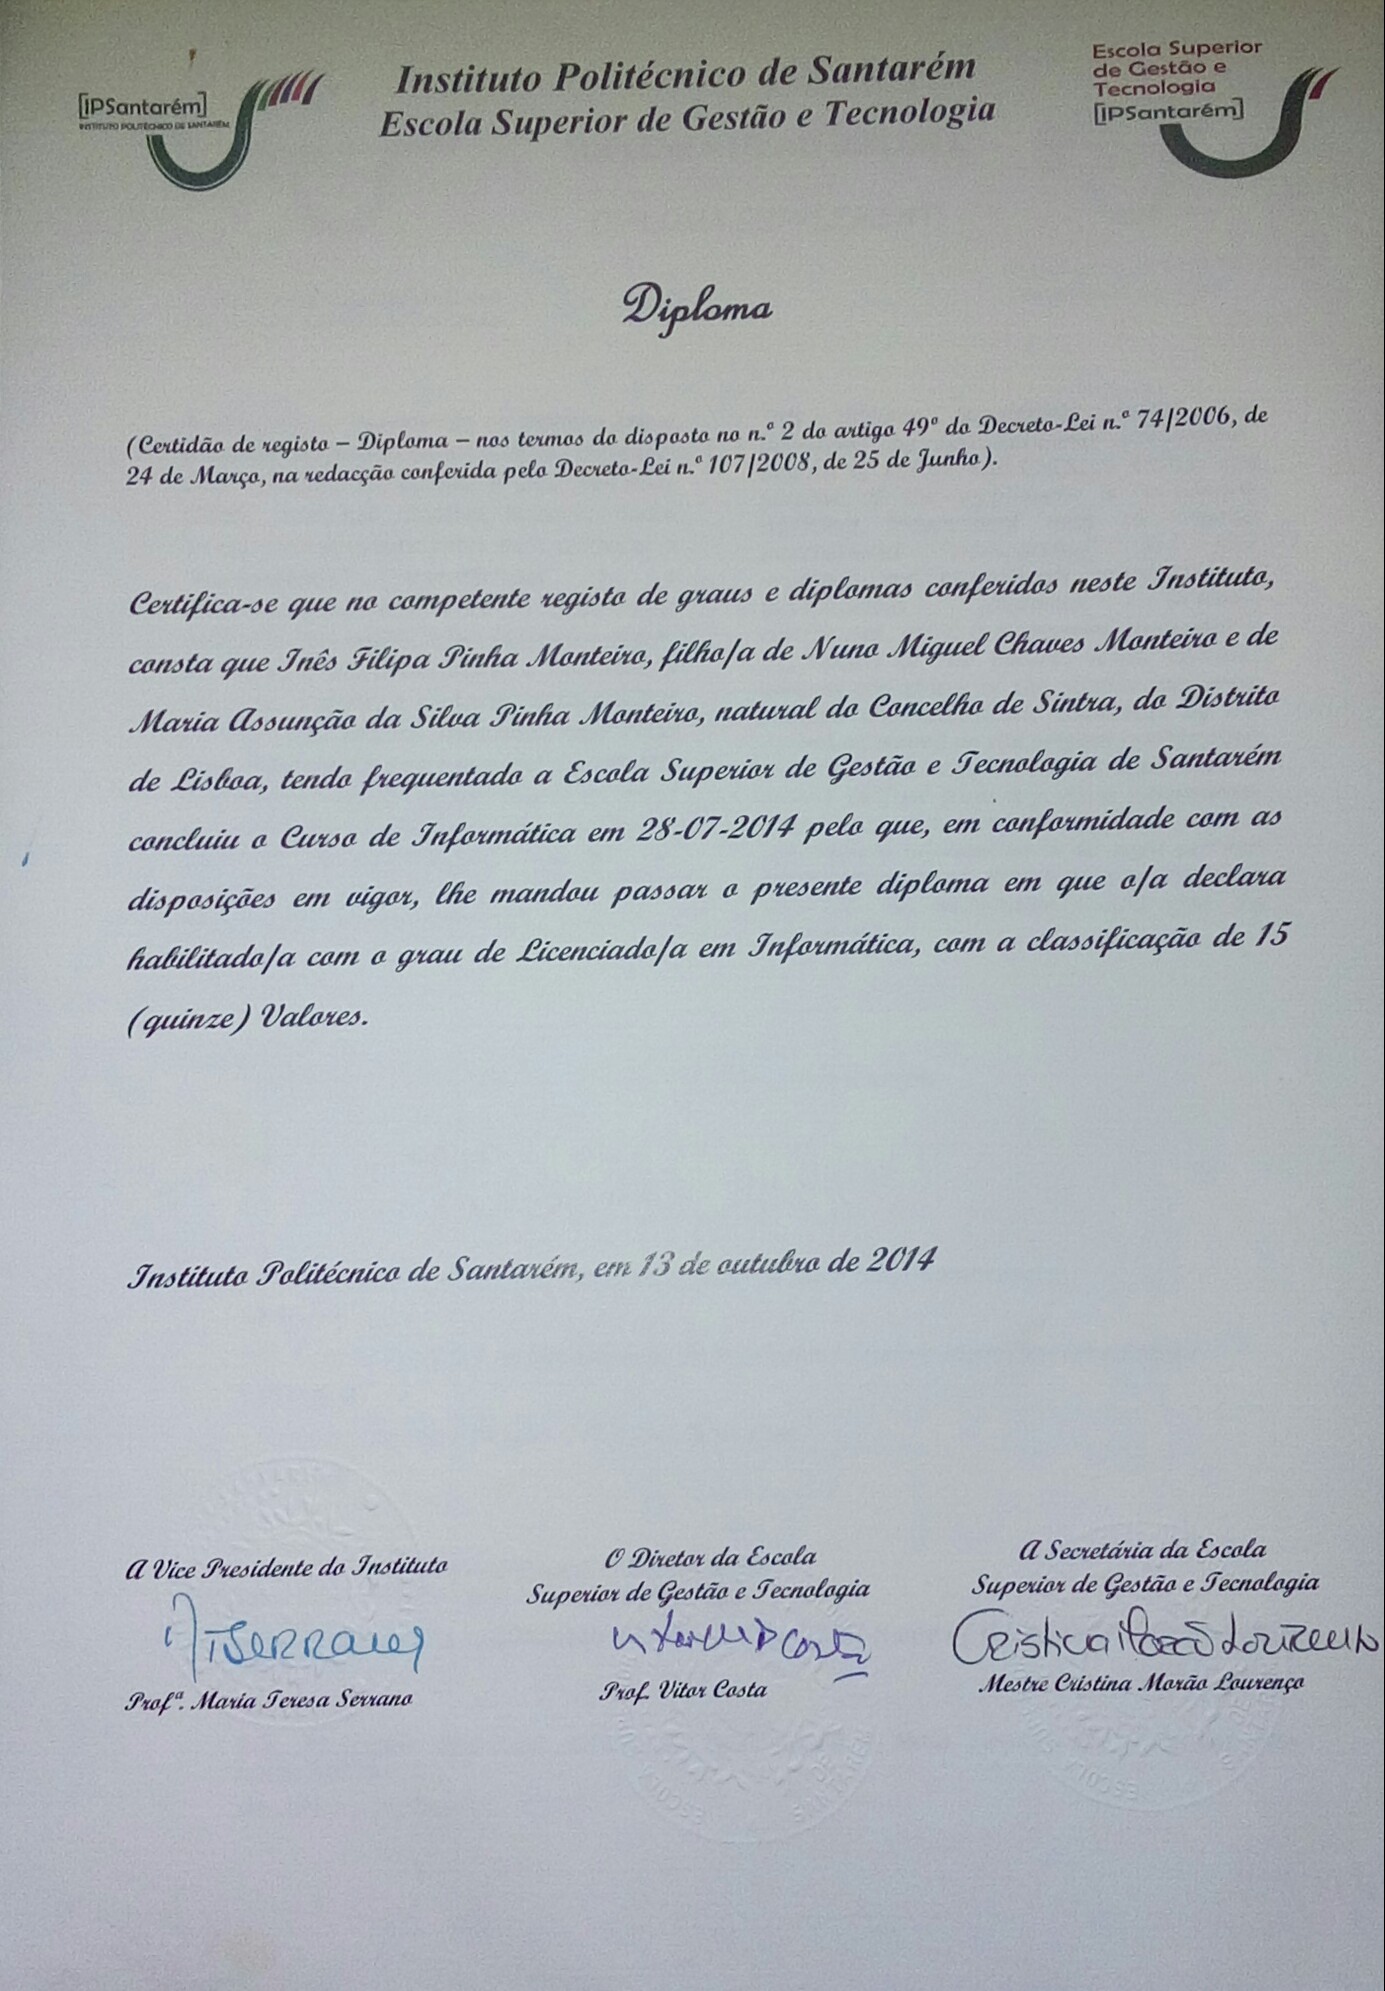 [IPSantarém]
INSTITUTO POLITÉCNICO DE SANTARÉM
Instituto Politécnico de Santarém
Escola Superior de Gestão e Tecnologia
Escola Superior
de Gestão e
Tecnologia
[IPSantarém]
Diploma
(Certidão de registo – Diploma – nos termos do disposto no n.º 2 do artigo 49º do Decreto-Lei n.º 74/2006, de
24 de Março, na redacção conferida pelo Decreto-Lei n.º 107/2008, de 25 de Junho).
Certifica-se que no competente registo de graus e diplomas conferidos neste Instituto,
consta que Inês Filipa Pinha Monteiro, filho/a de Nuno Miguel Chaves Monteiro e de
Maria Assunção da Silva Pinha Monteiro, natural do Concelho de Sintra, do Distrito
de Lisboa, tendo frequentado a Escola Superior de Gestão e Tecnologia de Santarém
concluiu o Curso de Informática em 28-07-2014 pelo que, em conformidade com as
disposições em vigor, lhe mandou passar o presente diploma em que o/a declara
habilitado/a com o grau de Licenciado/a em Informática, com a classificação de 15
(quinze) Valores.
Instituto Politécnico de Santarém, em 13 de outubro de 2014
A Vice Presidente do Instituto
Profª. Maria Teresa Serrano
O Diretor da Escola
Superior de Gestão e Tecnologia
Prof. Vitor Costa
A Secretária da Escola
Superior de Gestão e Tecnologia
Cristina Morão Lourenço
Mestre Cristina Morão Lourenço